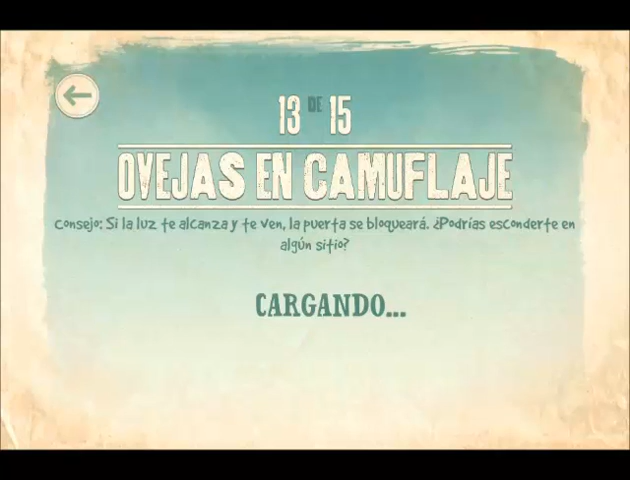 13 DE 15
OVEJAS EN CAMUFLAJE
Consejo: Si la luz te alcanza y te ven, la puerta se bloqueará. ¿Podrías esconderte en
algún sitio?
CARGANDO...